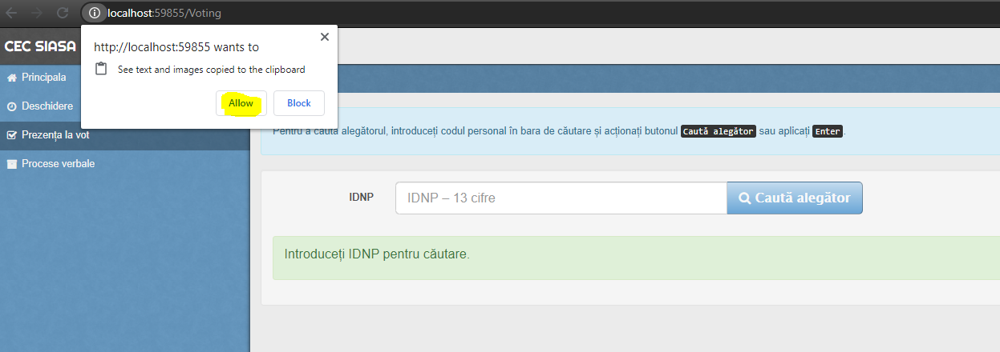 localhost:59855/Voting
CEC SIASA
http://localhost:59855 wants to
See text and images copied to the clipboard
Allow
Block
Principala
Deschidere
Prezența la vot
Procese verbale
Pentru a căuta alegătorul, introduceți codul personal în bara de căutare și acționați butonul Caută alegător sau aplicați Enter.
IDNP
IDNP – 13 cifre
Caută alegător
Introduceți IDNP pentru căutare.